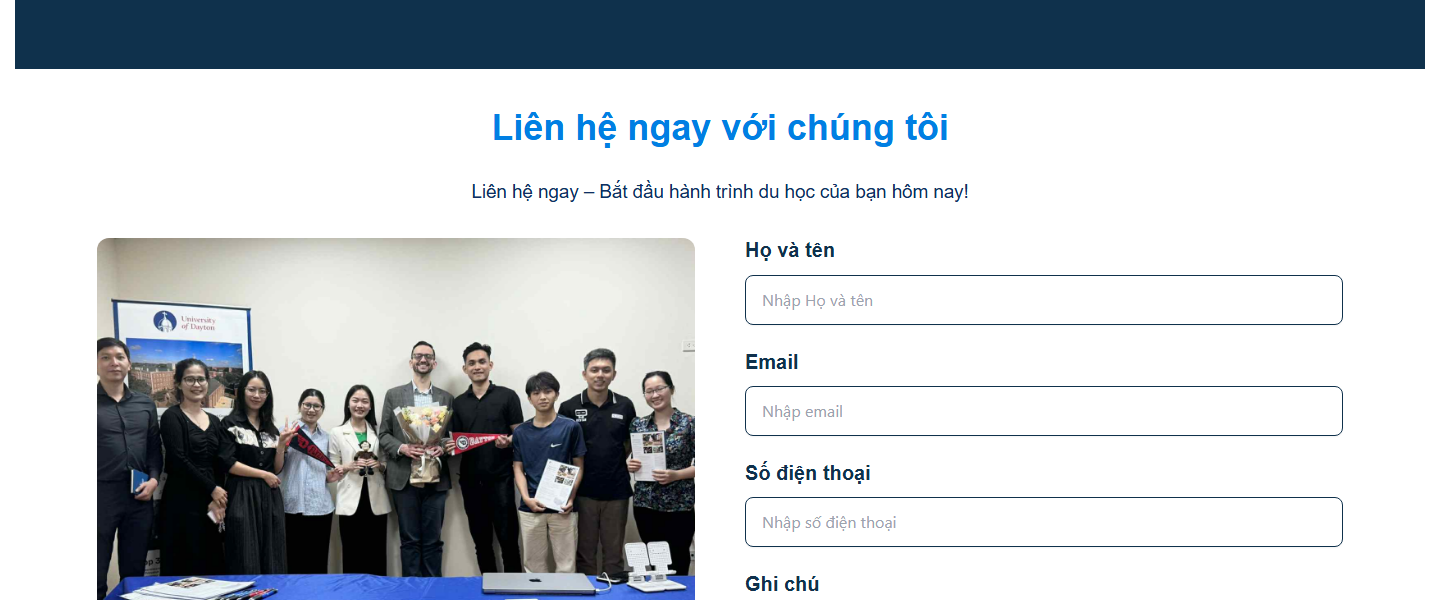 Liên hệ ngay với chúng tôi
Liên hệ ngay – Bắt đầu hành trình du học của bạn hôm nay!
University
of Dayton
Họ và tên
Nhập Họ và tên
Email
Nhập email
Số điện thoại
Nhập số điện thoại
Ghi chú